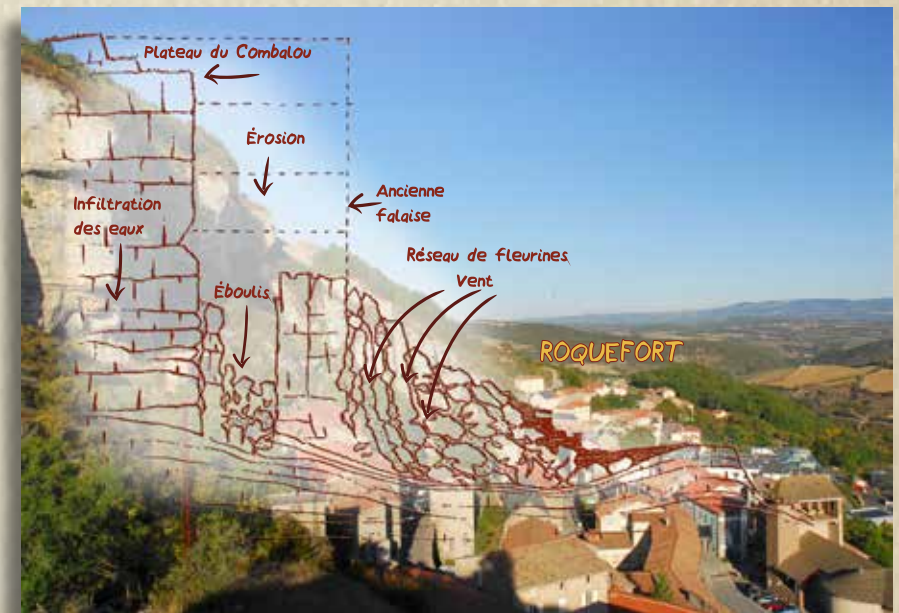 Plateau du Combalou
Érosion
Ancienne
falaise
Infiltration
des eaux
Réseau de fleurines
Vent
Éboulis
ROQUEFORT